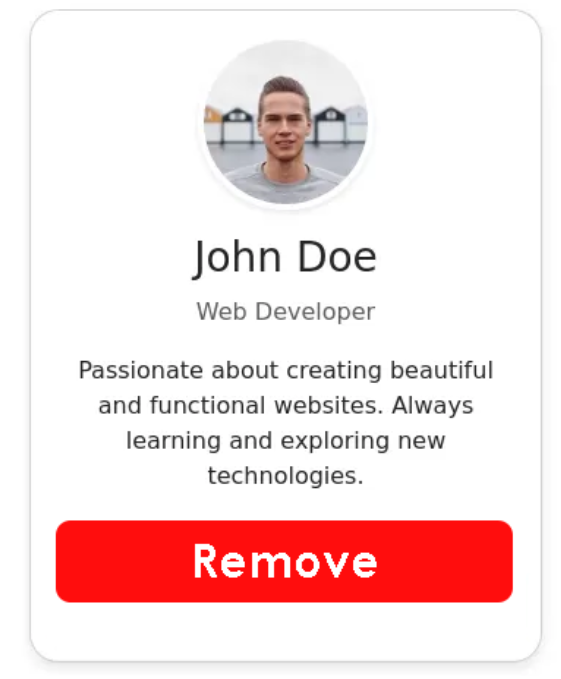 John Doe
Web Developer
Passionate about creating beautiful
and functional websites. Always
learning and exploring new
technologies.
Remove